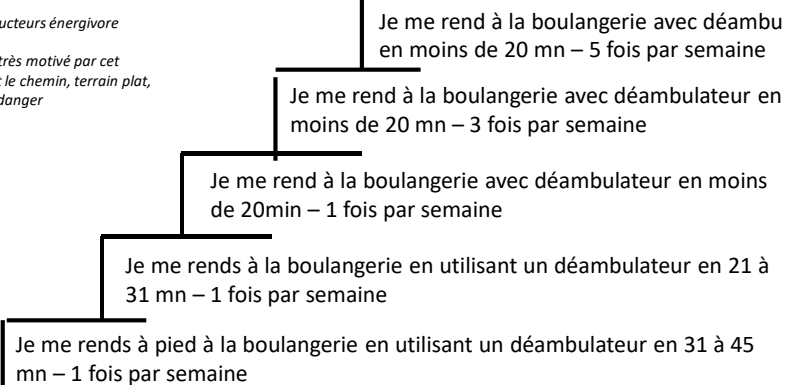 ucteurs énergivore
très motivé par cet
t le chemin, terrain plat,
danger
Je me rend à la boulangerie avec déambu
en moins de 20 mn – 5 fois par semaine
Je me rend à la boulangerie avec déambulateur en
moins de 20 mn – 3 fois par semaine
Je me rend à la boulangerie avec déambulateur en moins
de 20min – 1 fois par semaine
Je me rends à la boulangerie en utilisant un déambulateur en 21 à
31 mn – 1 fois par semaine
Je me rends à pied à la boulangerie en utilisant un déambulateur en 31 à 45
mn – 1 fois par semaine